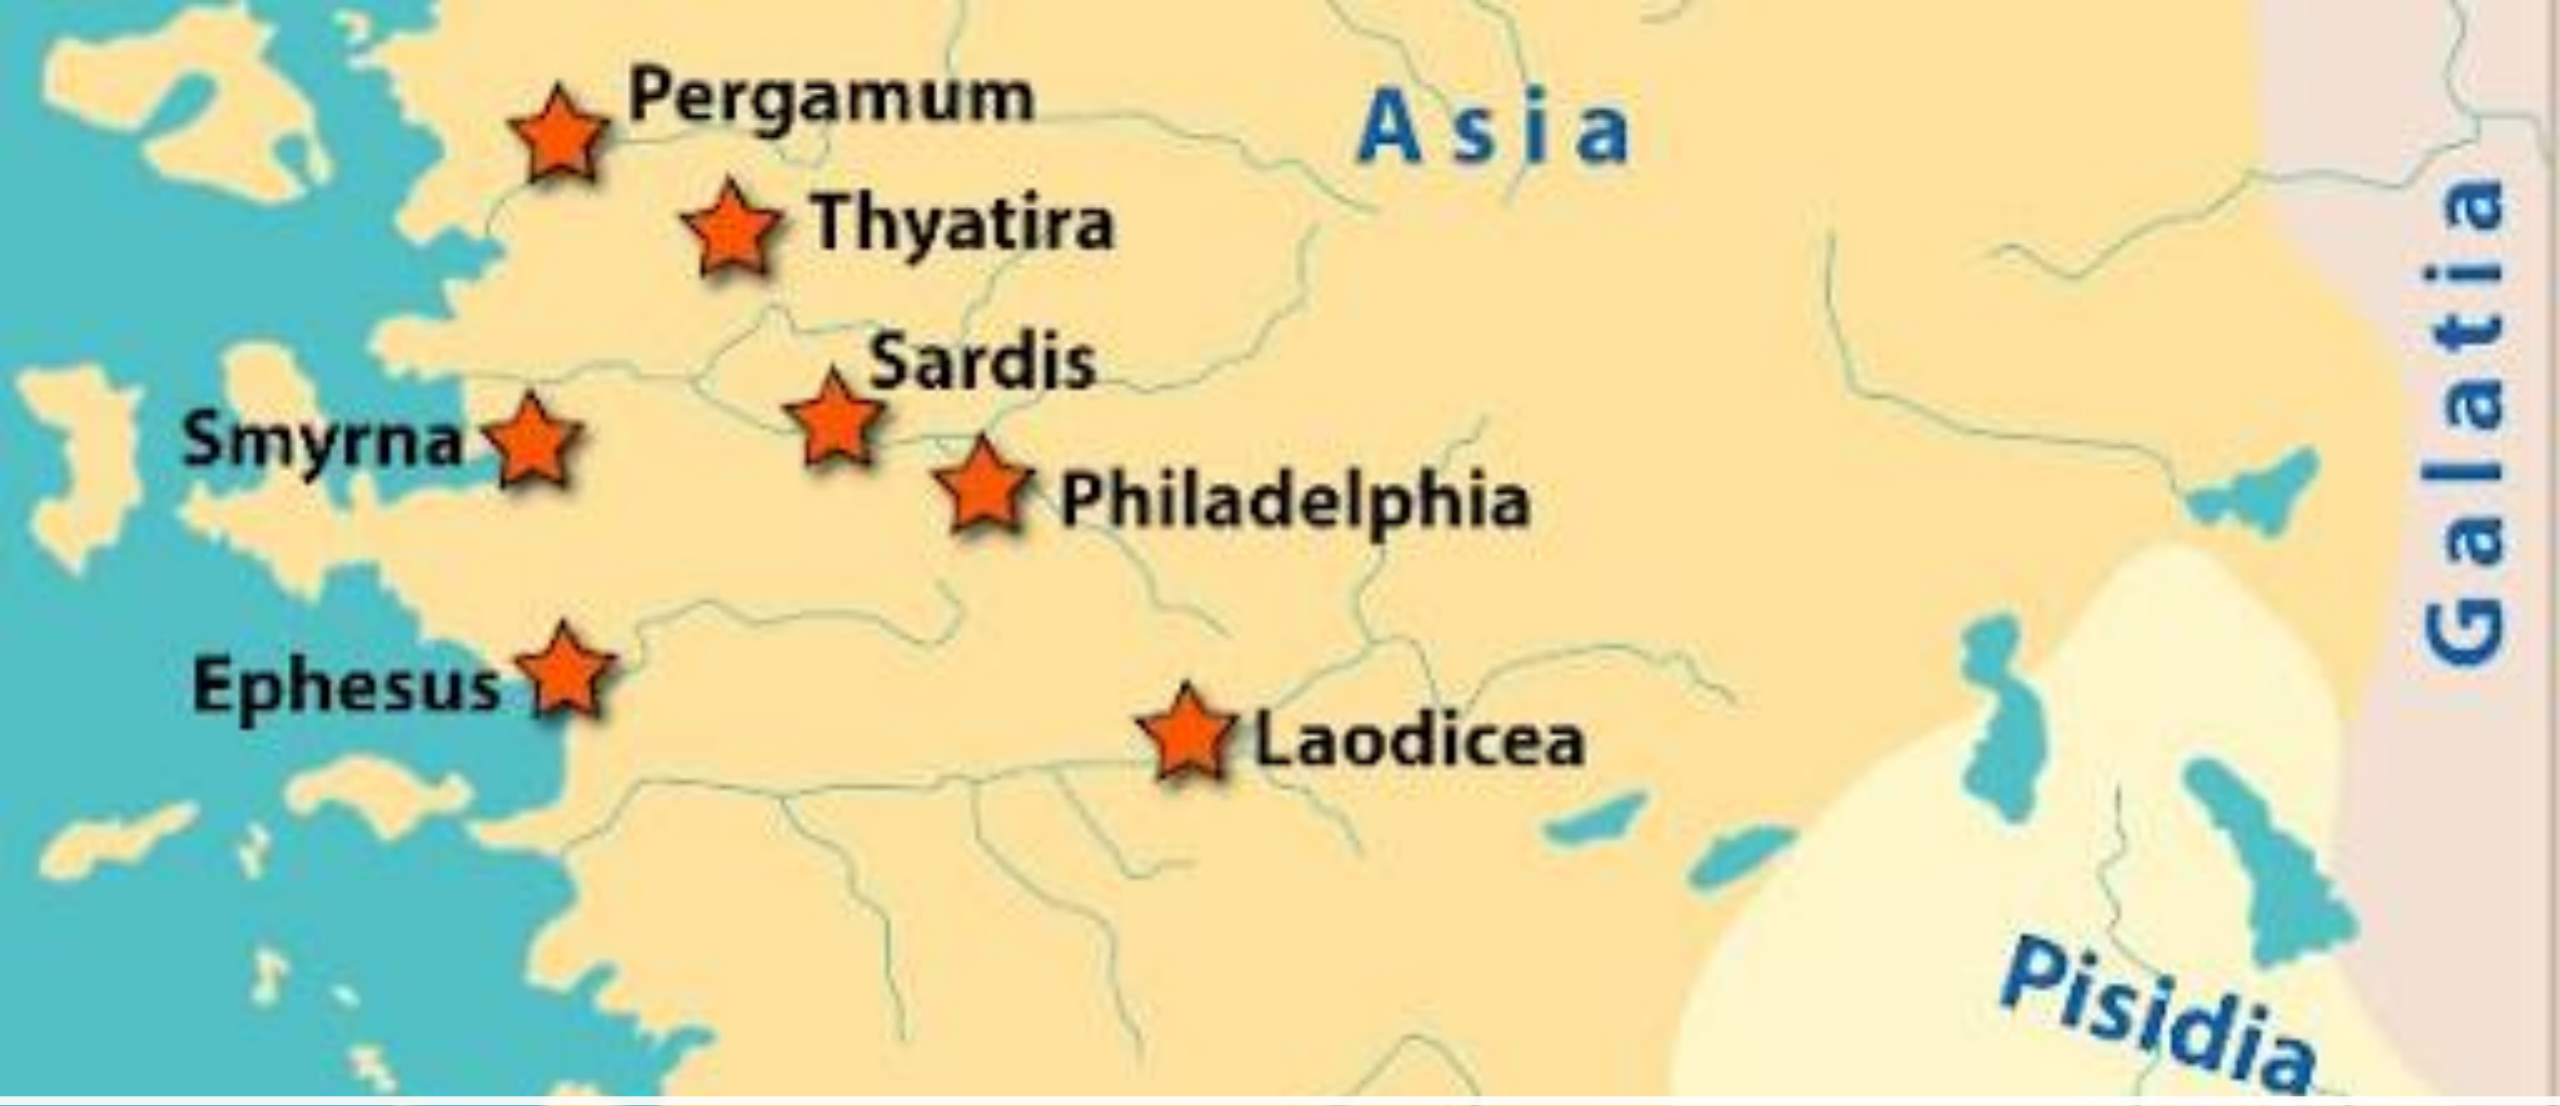 Pergamum
Asia
Thyatira
Galatia
Sardis
Smyrna
Philadelphia
Ephesus
Laodicea
Pisidia